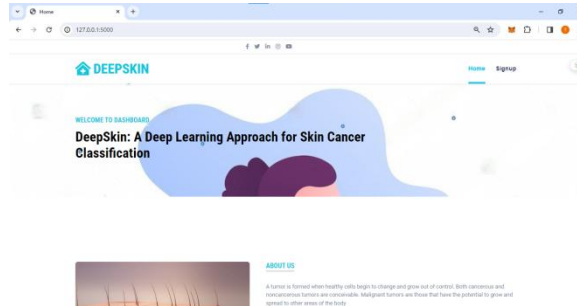 Home
127.0.0.1:5000
DEEPSKIN
Home Signup
WELCOME TO DASHBOARD
DeepSkin: A Deep Learning Approach for Skin Cancer
Classification
ABOUT US
A tumor is formed when healthy cells begin to change and grow out of control. Both cancerous and
noncancerous tumors are conceivable. Malignant tumors are those that have the potential to grow and
spread to other areas of the body